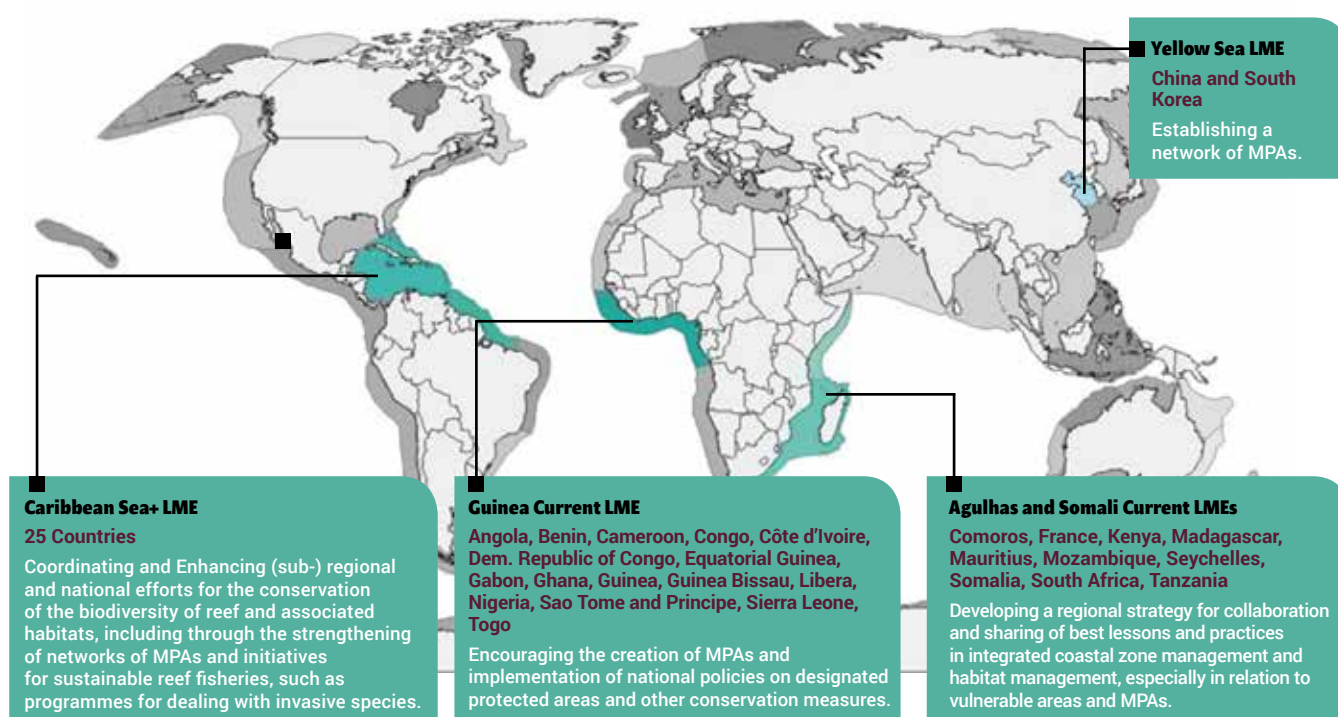 Yellow Sea LME
China and South
Korea
Establishing a
network of MPAs.
Caribbean Sea+ LME
25 Countries
Coordinating and Enhancing (sub-) regional
and national efforts for the conservation
of the biodiversity of reef and associated
habitats, including through the strengthening
of networks of MPAs and initiatives
for sustainable reef fisheries, such as
programmes for dealing with invasive species.
Guinea Current LME
Angola, Benin, Cameroon, Congo, Côte d'Ivoire,
Dem. Republic of Congo, Equatorial Guinea,
Gabon, Ghana, Guinea, Guinea Bissau, Libera,
Nigeria, Sao Tome and Principe, Sierra Leone,
Togo
Encouraging the creation of MPAs and
implementation of national policies on designated
protected areas and other conservation measures.
Agulhas and Somali Current LMEs
Comoros, France, Kenya, Madagascar,
Mauritius, Mozambique, Seychelles,
Somalia, South Africa, Tanzania
Developing a regional strategy for collaboration
and sharing of best lessons and practices
in integrated coastal zone management and
habitat management, especially in relation to
vulnerable areas and MPAs.